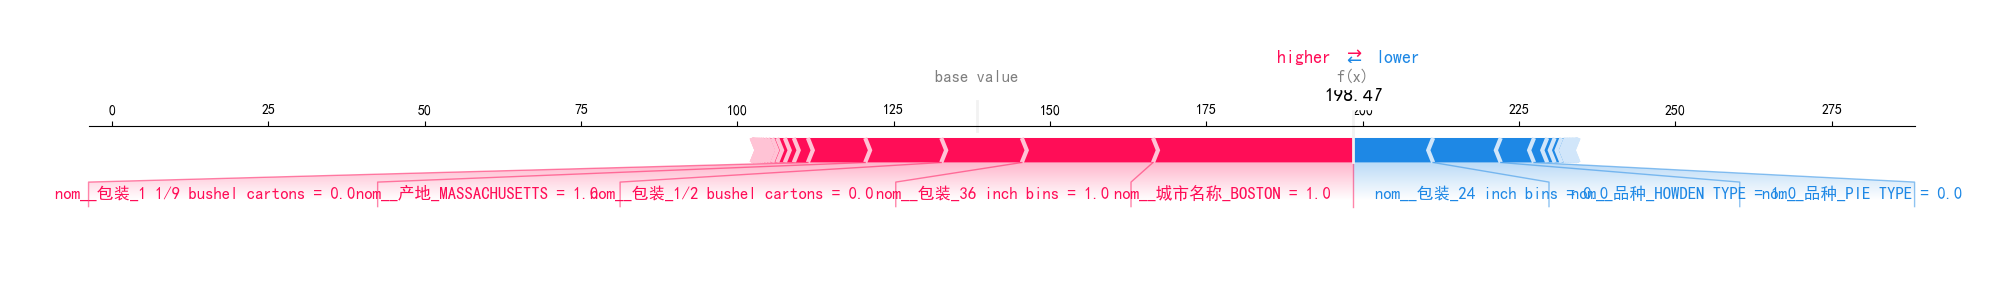 higher ⇄ lower
base value
f(x)
198.47
0 25 50 75 100 125 150 175 200 225 250 275
nom__包装_1 1/9 bushel cartons = 0.0
nom__产地_MASSACHUSETTS = 1.0
nom__包装_1/2 bushel cartons = 0.0
nom__包装_36 inch bins = 1.0
nom__城市名称_BOSTON = 1.0
nom__包装_24 inch bins = 0.0
nom__品种_HOWDEN TYPE = 1.0
nom__品种_PIE TYPE = 0.0